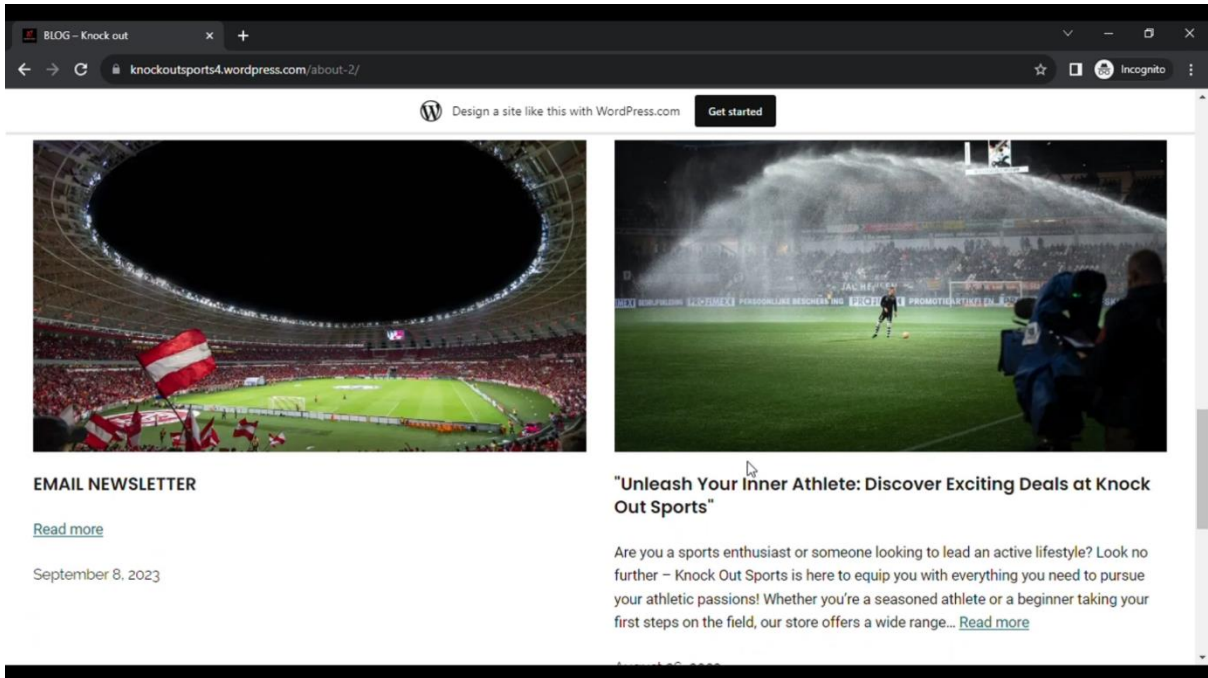 BLOG – Knock out
knockoutsports4.wordpress.com/about-2/
Incognito
Design a site like this with WordPress.com
Get started
PERSOONLIJKE BESCHERMING
EMAIL NEWSLETTER
Read more
September 8, 2023
"Unleash Your Inner Athlete: Discover Exciting Deals at Knock
Out Sports"
Are you a sports enthusiast or someone looking to lead an active lifestyle? Look no
further – Knock Out Sports is here to equip you with everything you need to pursue
your athletic passions! Whether you're a seasoned athlete or a beginner taking your
first steps on the field, our store offers a wide range... Read more